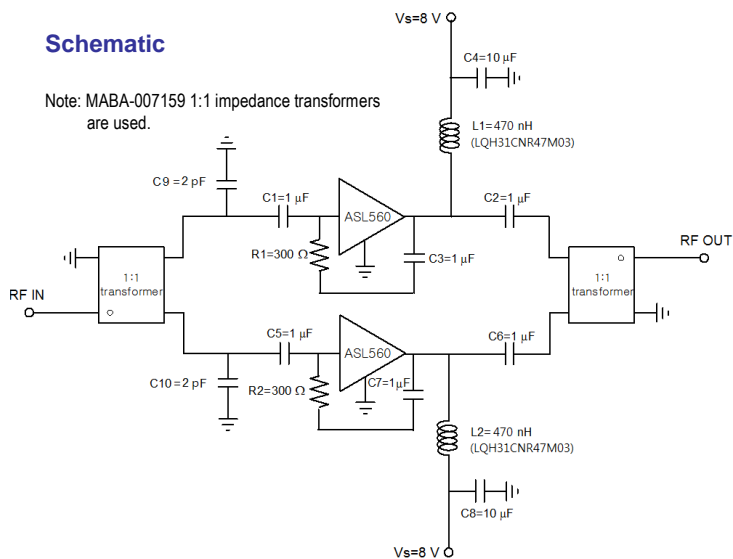 Schematic
Note: MABA-007159 1:1 impedance transformers
are used.
Vs=8 V
C4=10 μF
L1=470 nH
(LQH31CNR47M03)
C9=2 pF
C1=1 μF
ASL560
C2=1 μF
R1=300 Ω
C3=1 μF
RF OUT
1:1
transformer
1:1
transformer
RF IN
C5=1 μF
ASL560
C6=1 μF
C10=2 pF
R2=300 Ω
C7=1μF
L2=470 nH
(LQH31CNR47M03)
C8=10 μF
Vs=8 V